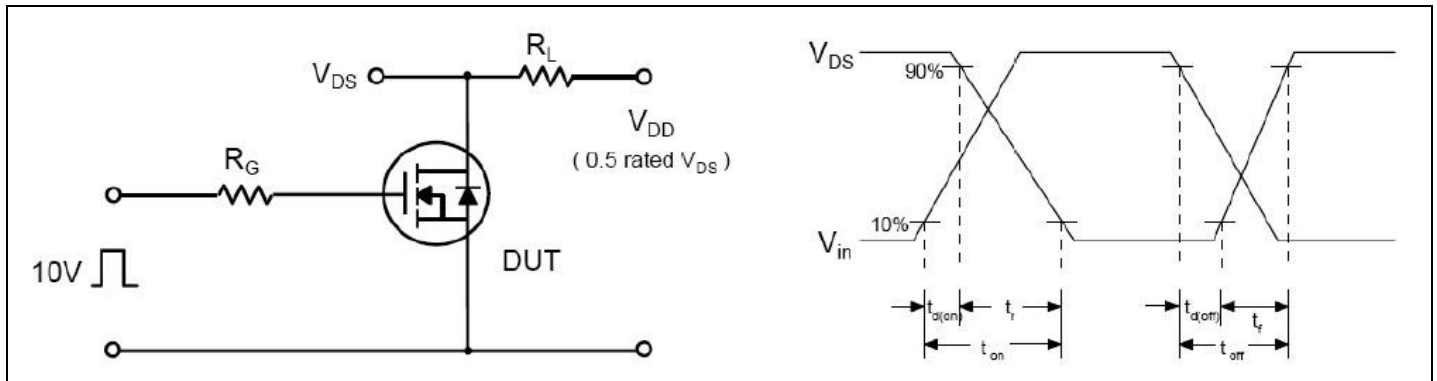 R_L
V_DS
V_DD
( 0.5 rated V_DS )
R_G
10V
DUT
V_DS
90%
10%
V_in
t_d(on)
t_r
t_on
t_d(off)
t_f
t_off